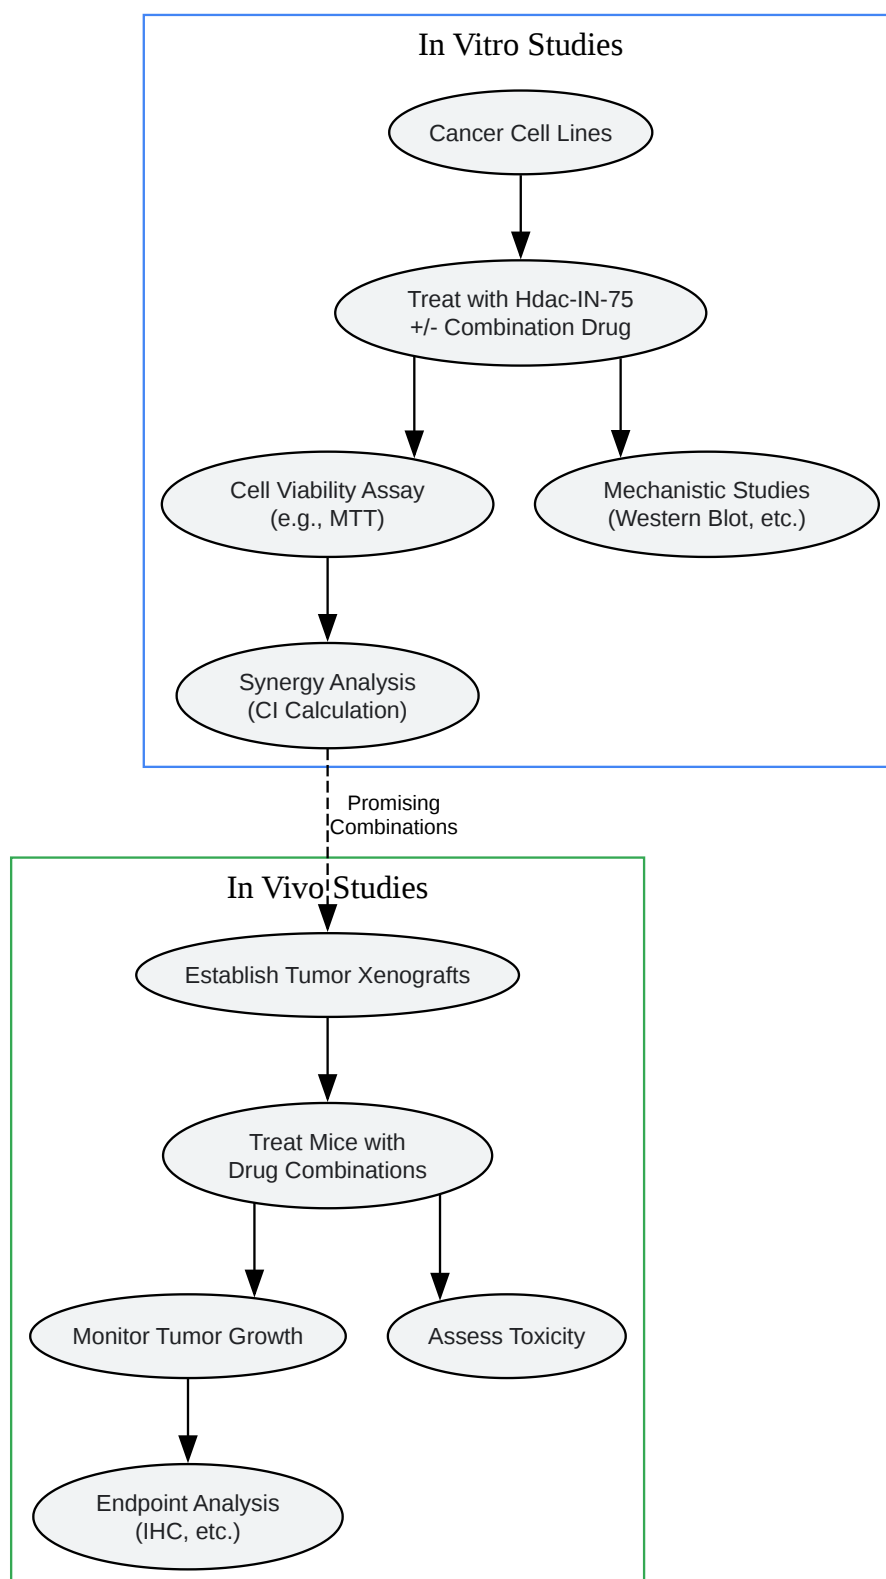 In Vitro Studies
Cancer Cell Lines
Treat with Hdac-IN-75
+/- Combination Drug
Cell Viability Assay
(e.g., MTT)
Mechanistic Studies
(Western Blot, etc.)
Synergy Analysis
(CI Calculation)
Promising
Combinations
In Vivo Studies
Establish Tumor Xenografts
Treat Mice with
Drug Combinations
Monitor Tumor Growth
Assess Toxicity
Endpoint Analysis
(IHC, etc.)